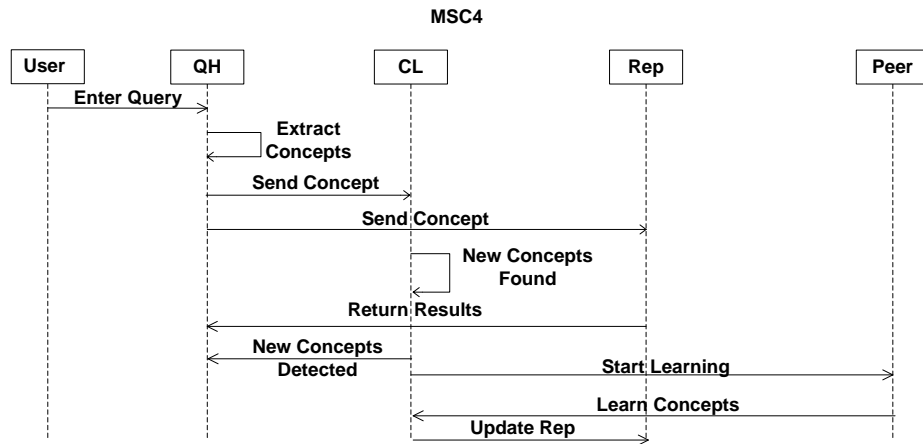 MSC4
User
QH
CL
Rep
Peer
Enter Query
Extract
Concepts
Send Concept
Send Concept
New Concepts
Found
Return Results
New Concepts
Detected
Start Learning
Learn Concepts
Update Rep